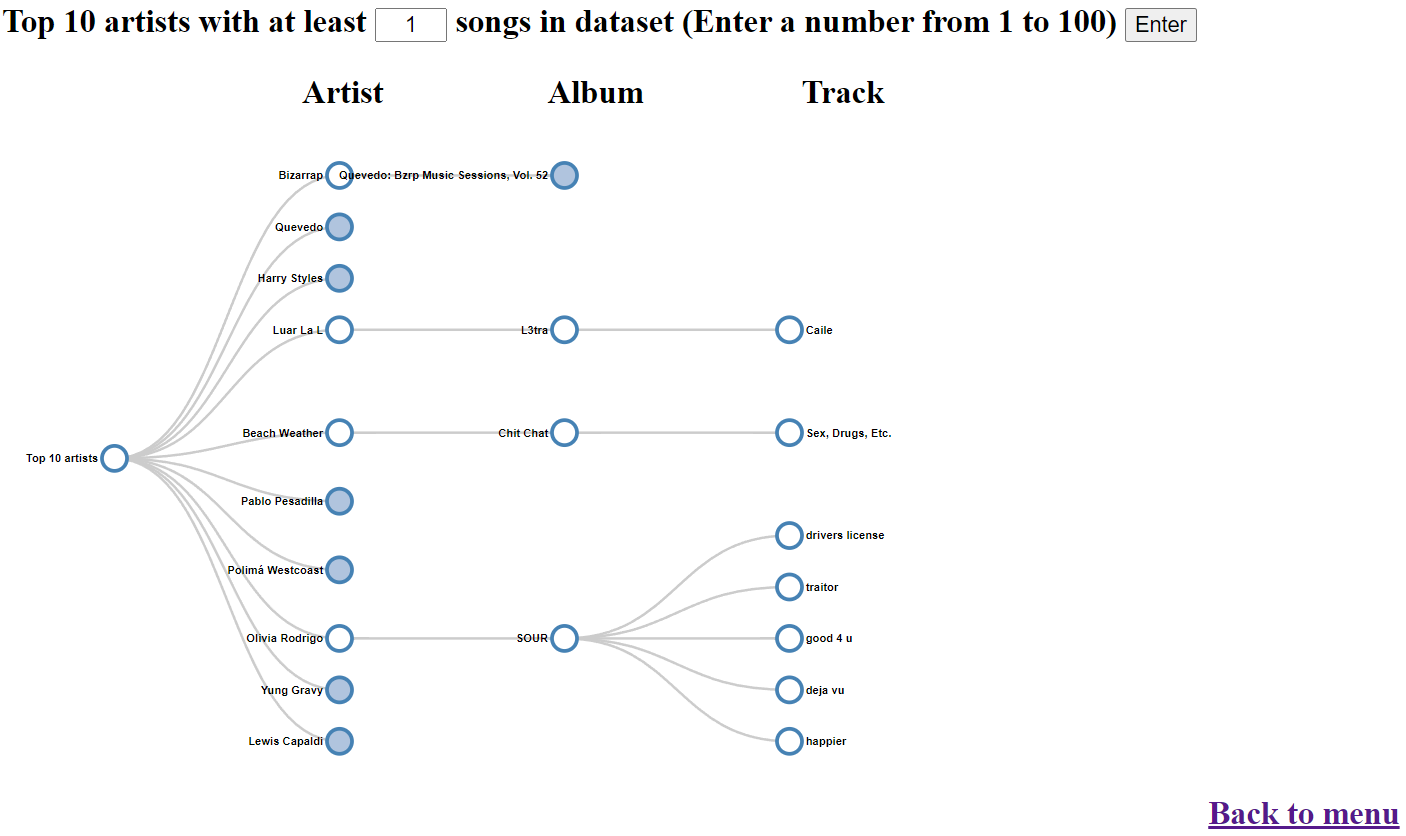 Top 10 artists with at least 1 songs in dataset (Enter a number from 1 to 100) Enter
Artist Album Track
Bizarrap Quevedo: Bzrp Music Sessions, Vol. 52
Quevedo
Harry Styles
Luar La L L3tra Caile
Beach Weather Chit Chat Sex, Drugs, Etc.
Top 10 artists
Pablo Pesadilla
drivers license
Polimá Westcoast
traitor
Olivia Rodrigo SOUR good 4 u
Yung Gravy deja vu
Lewis Capaldi happier
Back to menu